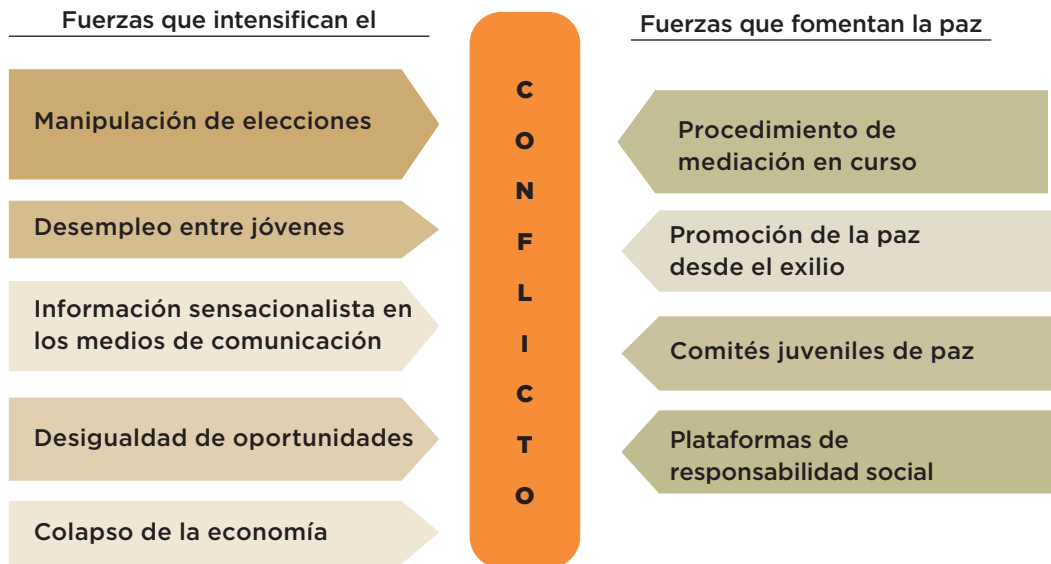 Fuerzas que intensifican el
Manipulación de elecciones
Desempleo entre jóvenes
Información sensacionalista en
los medios de comunicación
Desigualdad de oportunidades
Colapso de la economía
C
O
N
F
L
I
C
T
O
Fuerzas que fomentan la paz
Procedimiento de
mediación en curso
Promoción de la paz
desde el exilio
Comités juveniles de paz
Plataformas de
responsabilidad social